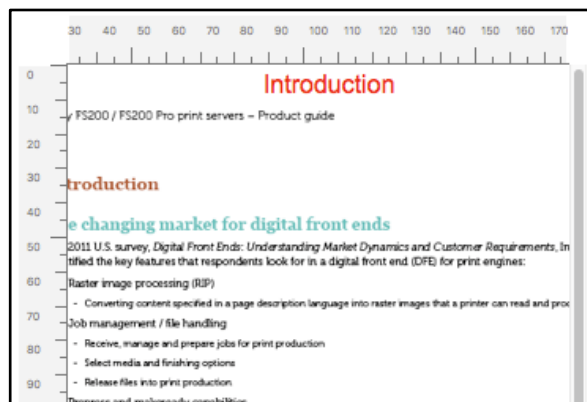 30 40 50 60 70 80 90 100 110 120 130 140 150 160 170
0
Introduction
10
y FS200 / FS200 Pro print servers – Product guide
20
30
troduction
40
e changing market for digital front ends
50
2011 U.S. survey, Digital Front Ends: Understanding Market Dynamics and Customer Requirements, In
tified the key features that respondents look for in a digital front end (DFE) for print engines:
60
Raster image processing (RIP)
- Converting content specified in a page description language into raster images that a printer can read and proc
70
Job management / file handling
- Receive, manage and prepare jobs for print production
80
- Select media and finishing options
- Release files into print production
90
Prepress and makeready capabilities